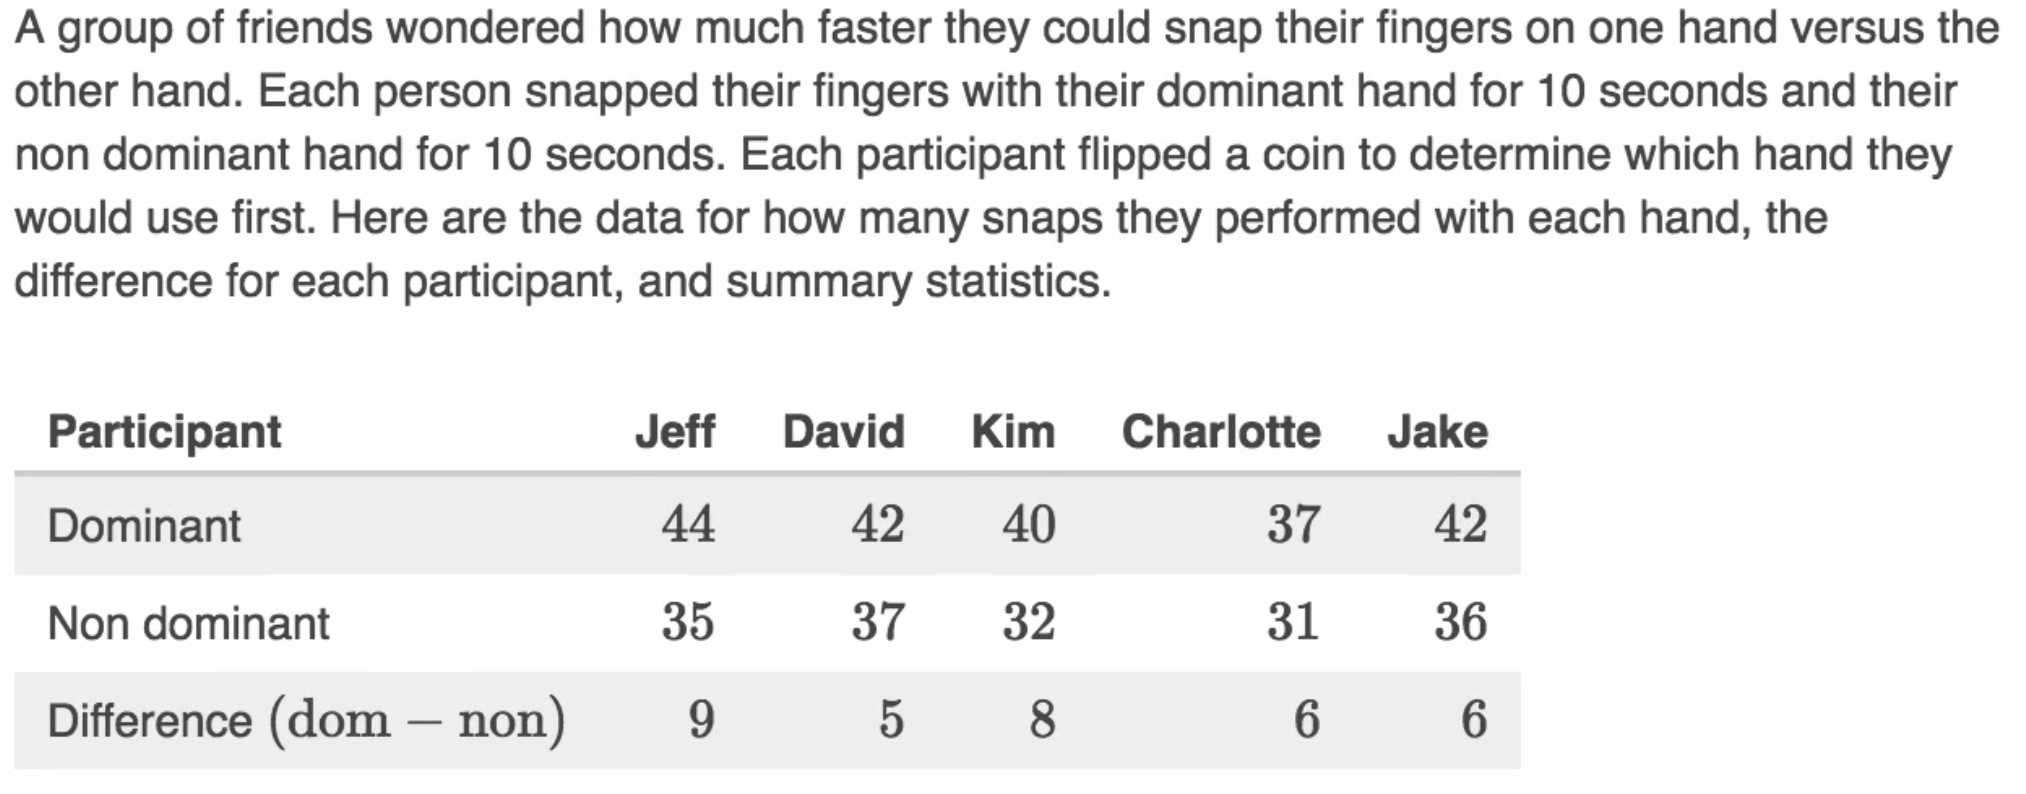 A group of friends wondered how much faster they could snap their fingers on one hand versus the
other hand. Each person snapped their fingers with their dominant hand for 10 seconds and their
non dominant hand for 10 seconds. Each participant flipped a coin to determine which hand they
would use first. Here are the data for how many snaps they performed with each hand, the
difference for each participant, and summary statistics.
Participant Jeff David Kim Charlotte Jake
Dominant 44 42 40 37 42
Non dominant 35 37 32 31 36
Difference (dom − non) 9 5 8 6 6